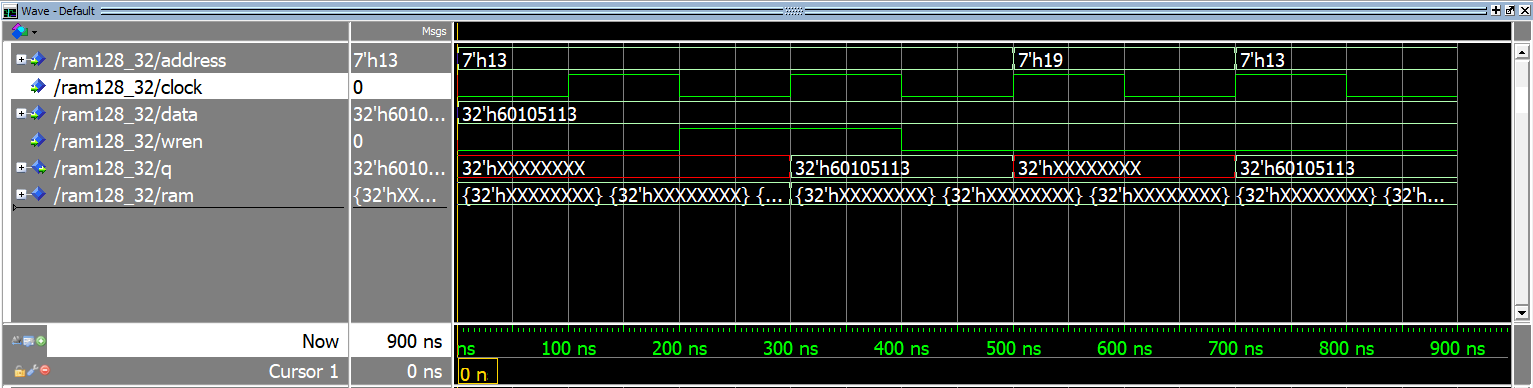 Wave - Default
Msgs
/ram128_32/address 7'h13 7'h13 7'h19 7'h13
/ram128_32/clock 0
/ram128_32/data 32'h6010... 32'h60105113
/ram128_32/wren 0
/ram128_32/q 32'h6010... 32'hXXXXXXXX 32'h60105113 32'hXXXXXXXX 32'h60105113
/ram128_32/ram {32'hXX... {32'hXXXXXXXX} {32'hXXXXXXXX} {... {32'hXXXXXXXX} {32'hXXXXXXXX} {32'hXXXXXXXX} {32'hXXXXXXXX} {32'h...
Now 900 ns ns 100 ns 200 ns 300 ns 400 ns 500 ns 600 ns 700 ns 800 ns 900 ns
Cursor 1 0 ns 0 n